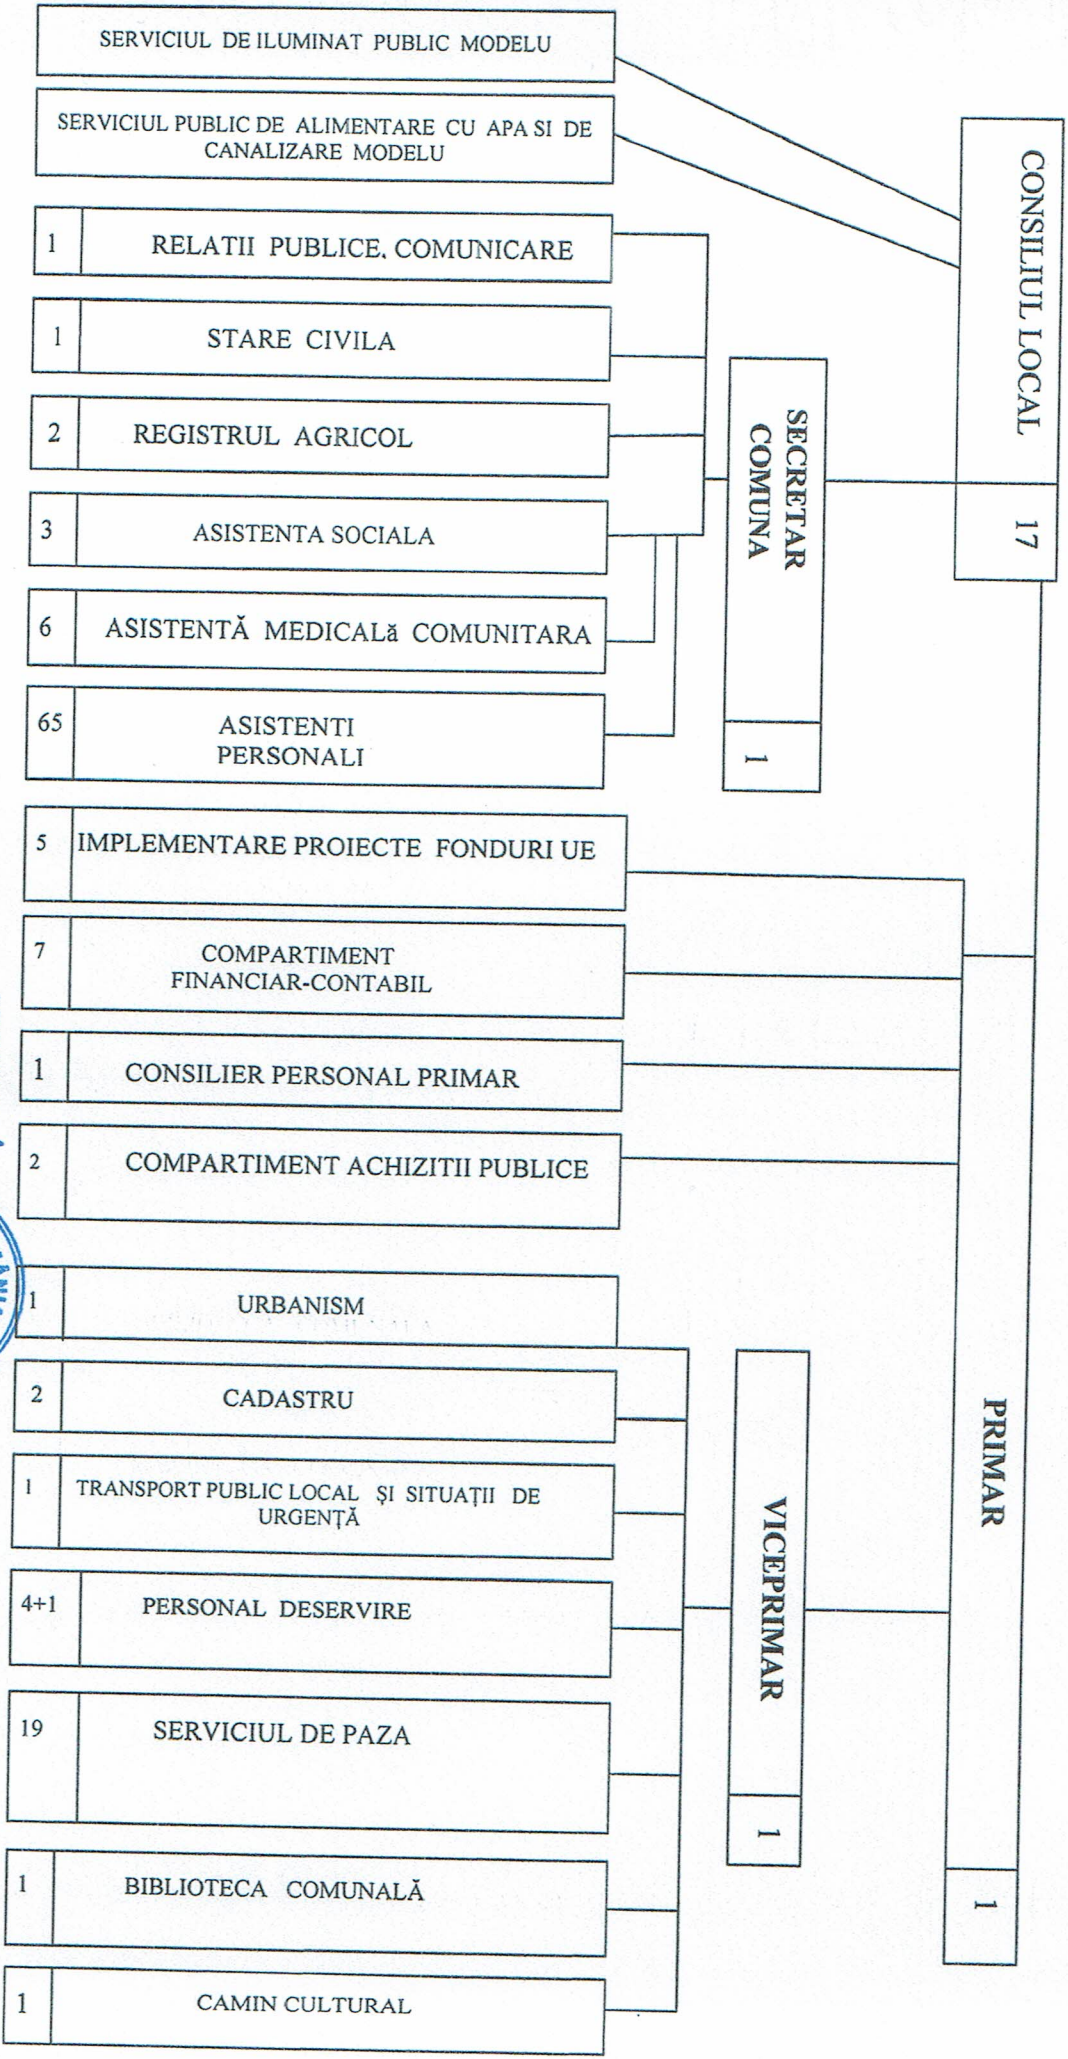 SERVICIUL DE ILUMINAT PUBLIC MODELU
SERVICIUL PUBLIC DE ALIMENTARE CU APA SI DE
CANALIZARE MODELU
CONSILIUL LOCAL
17
1
RELATII PUBLICE, COMUNICARE
1
STARE CIVILA
2
REGISTRUL AGRICOL
3
ASISTENTA SOCIALA
6
ASISTENTĂ MEDICALă COMUNITARA
65
ASISTENTI
PERSONALI
SECRETAR
COMUNA
1
5
IMPLEMENTARE PROIECTE FONDURI UE
7
COMPARTIMENT
FINANCIAR-CONTABIL
1
CONSILIER PERSONAL PRIMAR
2
COMPARTIMENT ACHIZITII PUBLICE
PRIMAR
1
1
URBANISM
2
CADASTRU
1
TRANSPORT PUBLIC LOCAL ŞI SITUAŢII DE
URGENŢĂ
4+1
PERSONAL DESERVIRE
19
SERVICIUL DE PAZA
1
BIBLIOTECA COMUNALĂ
1
CAMIN CULTURAL
VICEPRIMAR
1